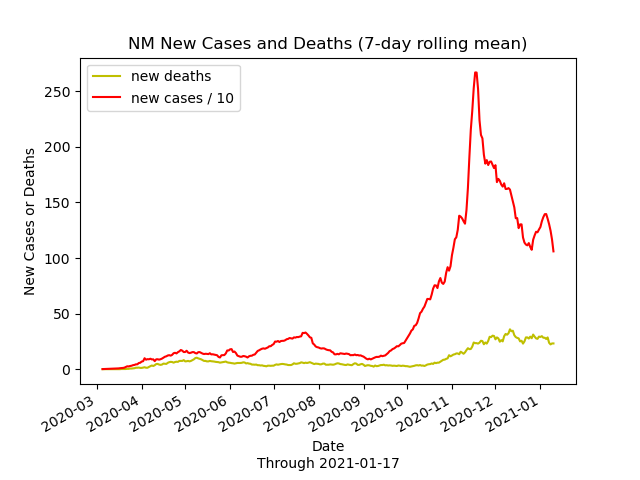 NM New Cases and Deaths (7-day rolling mean)
new deaths
new cases / 10
250
200
150
100
50
0
New Cases or Deaths
2020-03
2020-04
2020-05
2020-06
2020-07
2020-08
2020-09
2020-10
2020-11
2020-12
2021-01
Date
Through 2021-01-17